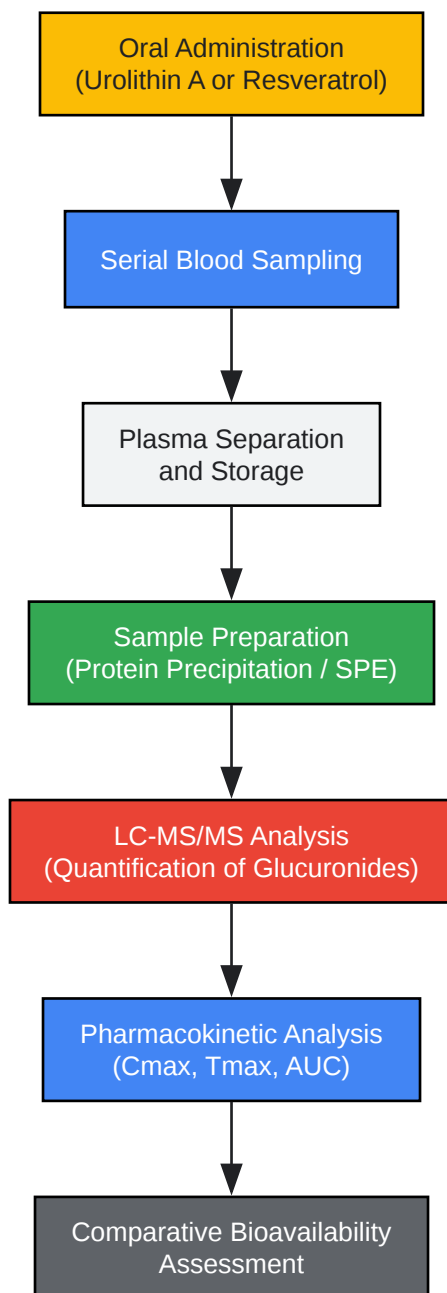 Oral Administration
(Urolithin A or Resveratrol)
Serial Blood Sampling
Plasma Separation
and Storage
Sample Preparation
(Protein Precipitation / SPE)
LC-MS/MS Analysis
(Quantification of Glucuronides)
Pharmacokinetic Analysis
(Cmax, Tmax, AUC)
Comparative Bioavailability
Assessment